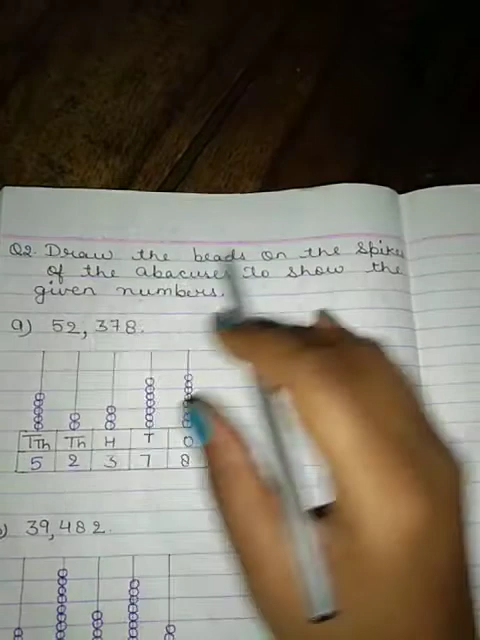 Q2. Draw the beads on the Spikes
of the abacuses to show the
given numbers.
a) 52,378.
TTh Th H T O
5 2 3 7 8
) 39,482.